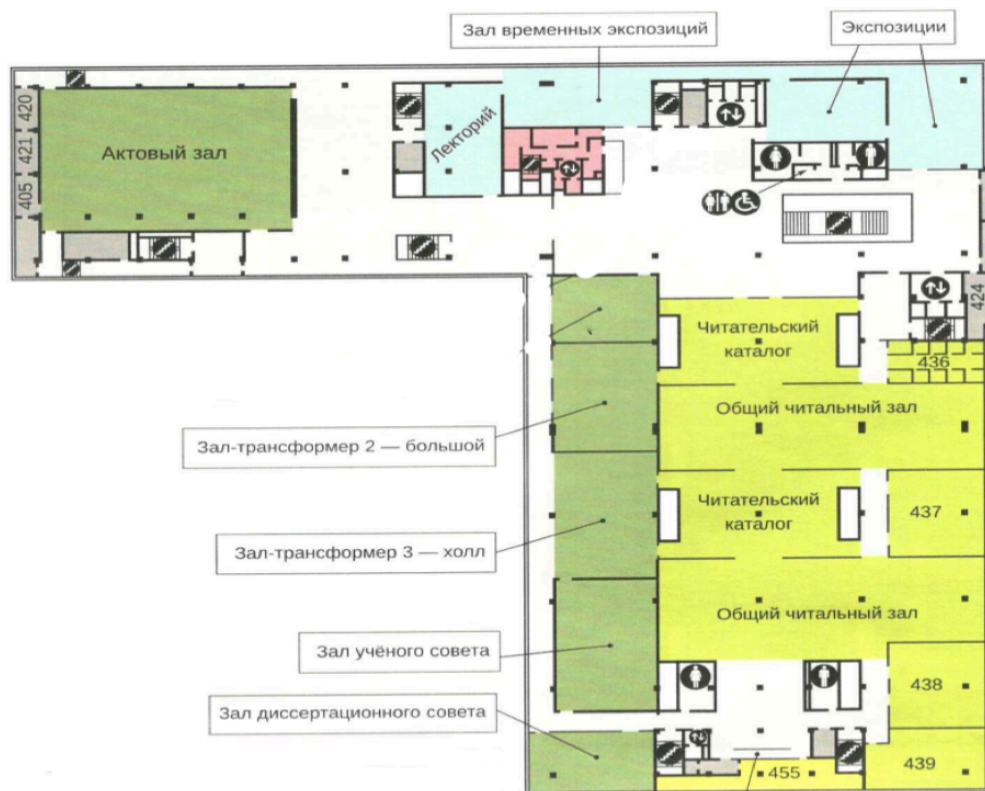 Зал временных экспозиций
Экспозиции
420
421
405
Актовый зал
Лекторий
424
Читательский
каталог
436
Общий читальный зал
Зал-трансформер 2 — большой
Читательский
каталог
437
Зал-трансформер 3 — холл
Общий читальный зал
Зал учёного совета
438
Зал диссертационного совета
439
455